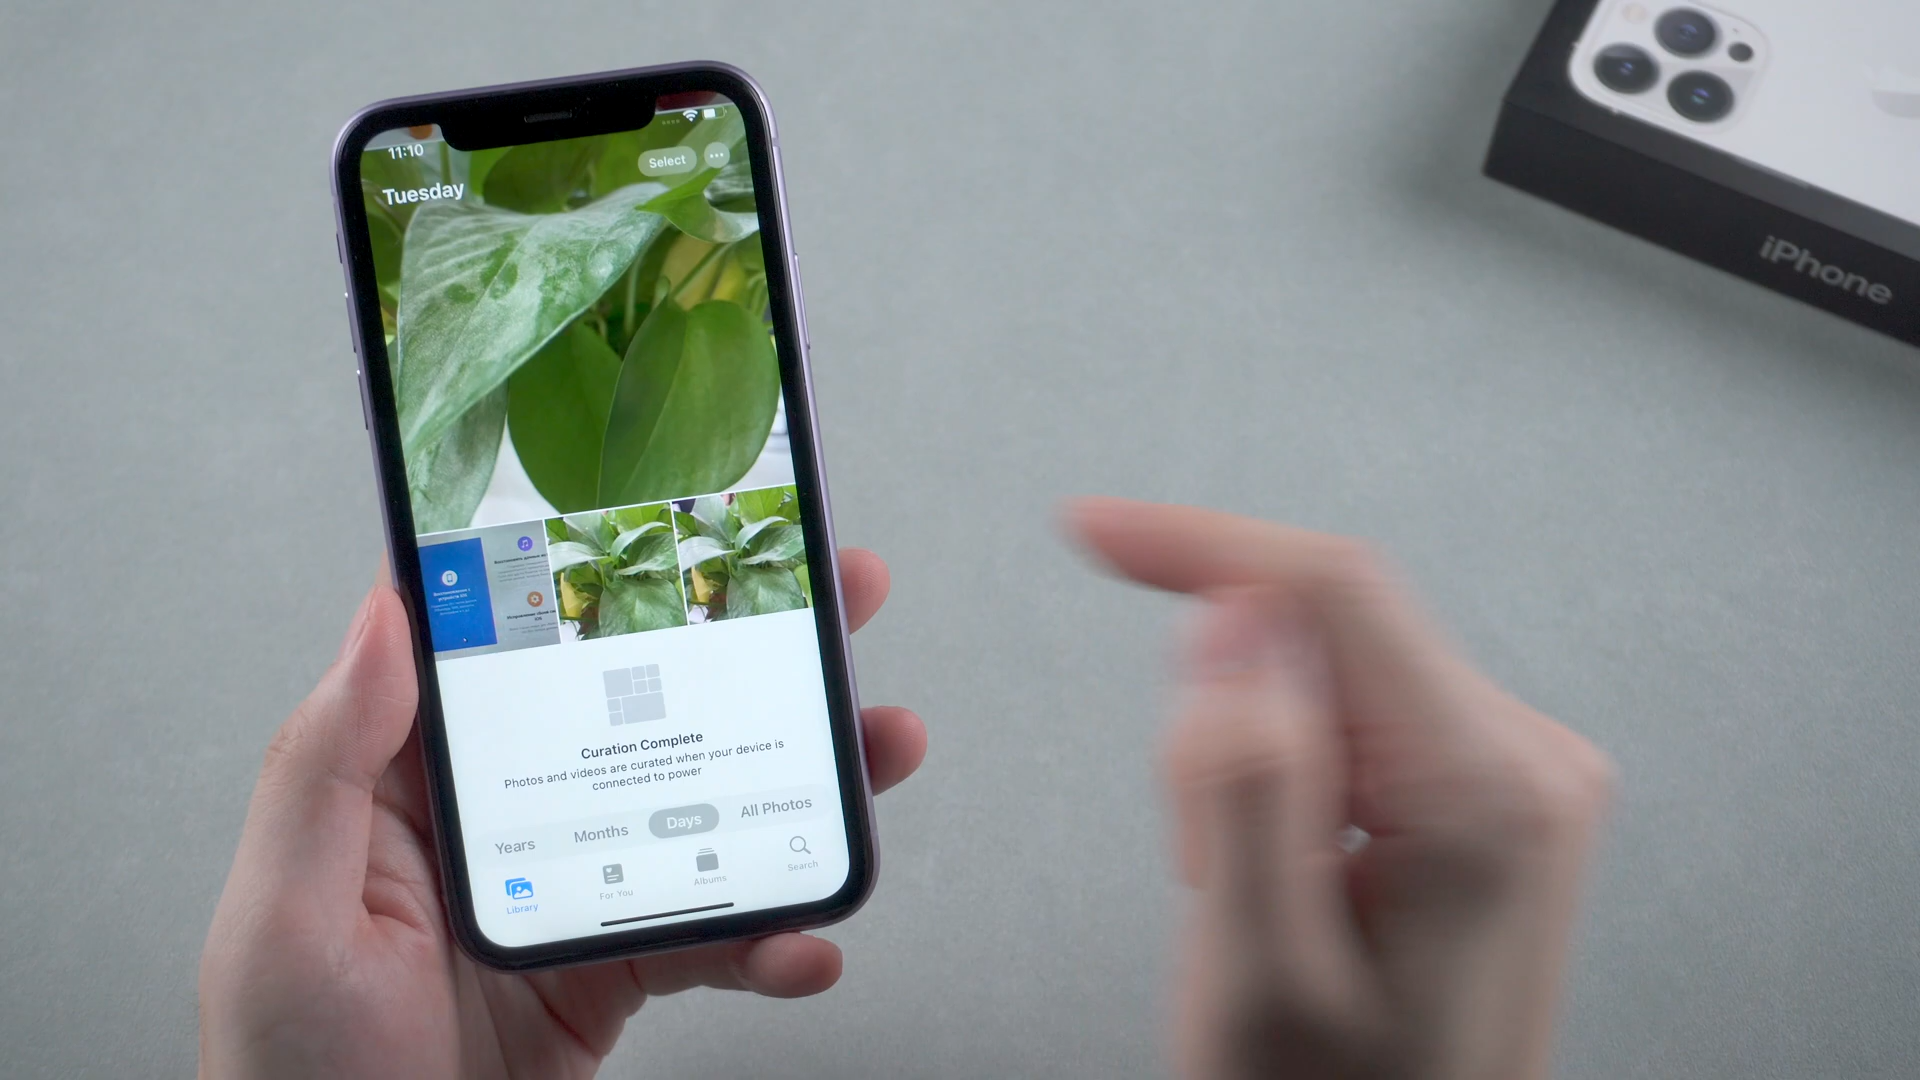 11:10
Select
Tuesday
Curation Complete
Photos and videos are curated when your device is
connected to power
Years
Months
Days
All Photos
Library
For You
Albums
Search
iPhone